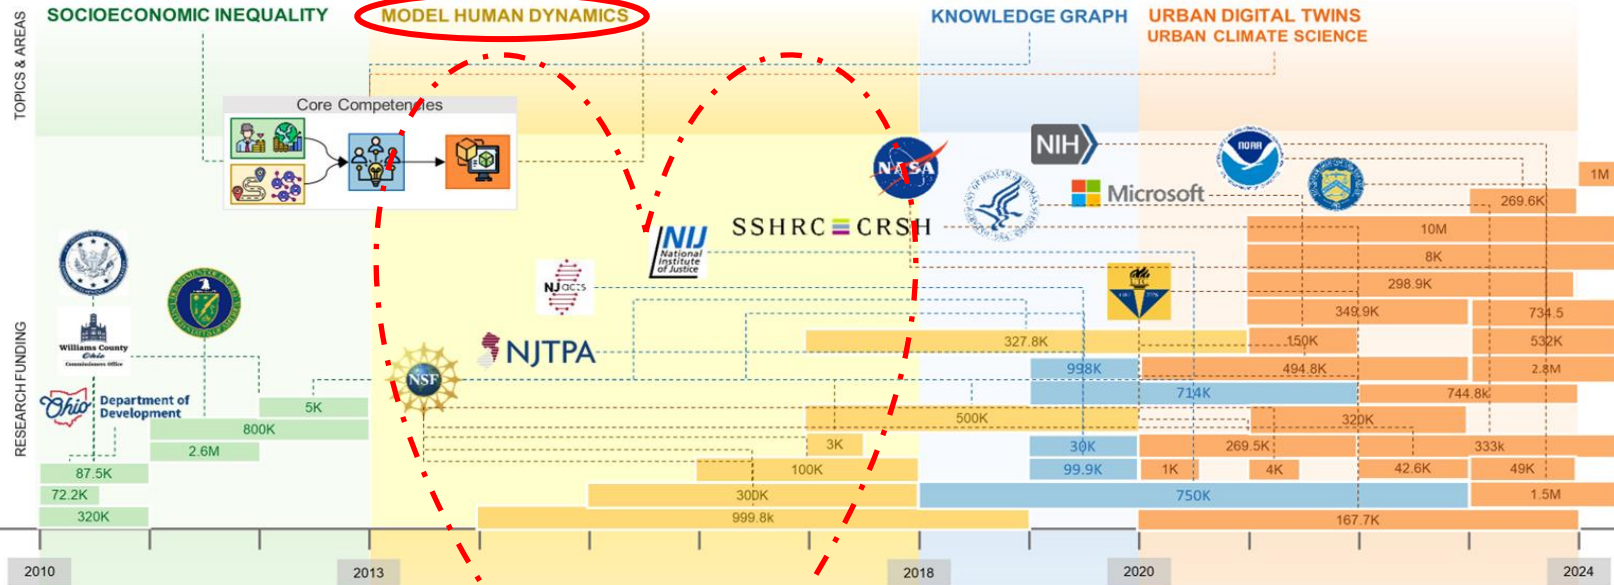 SOCIOECONOMIC INEQUALITY
MODEL HUMAN DYNAMICS
KNOWLEDGE GRAPH
URBAN DIGITAL TWINS
URBAN CLIMATE SCIENCE
TOPICS & AREAS
Core Competencies
NASA
NIH
NOAA
Microsoft
1M
269.6K
SSHRC CRSH
10M
NIJ
National
Institute
of Justice
8K
NJ acts
298.9K
349.9K
734.5
Williams County
Ohio
Commissioners Office
NJTPA
327.8K
150K
532K
RESEARCH FUNDING
NSF
998K
494.8K
2.8M
714K
744.8k
Ohio
Department of
Development
5K
500K
320K
800K
3K
30K
269.5K
333k
2.6M
87.5K
100K
99.9K
1K
4K
42.6K
49K
72.2K
300K
750K
1.5M
320K
999.8k
167.7K
2010
2013
2018
2020
2024